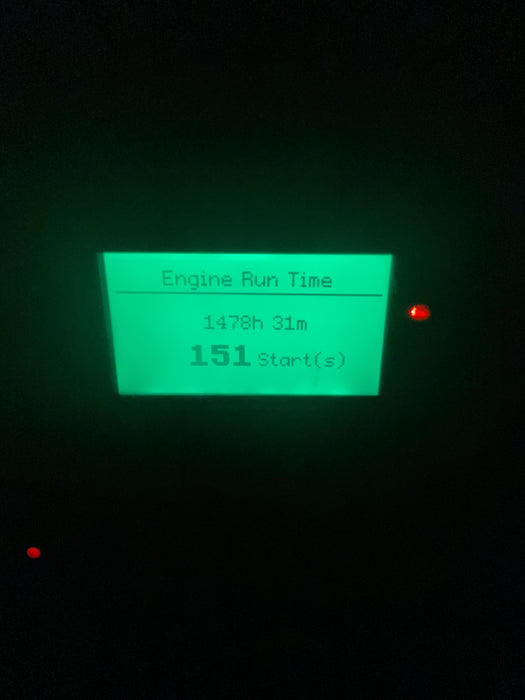 Engine Run Time
1478h 31m
151 Start(s)